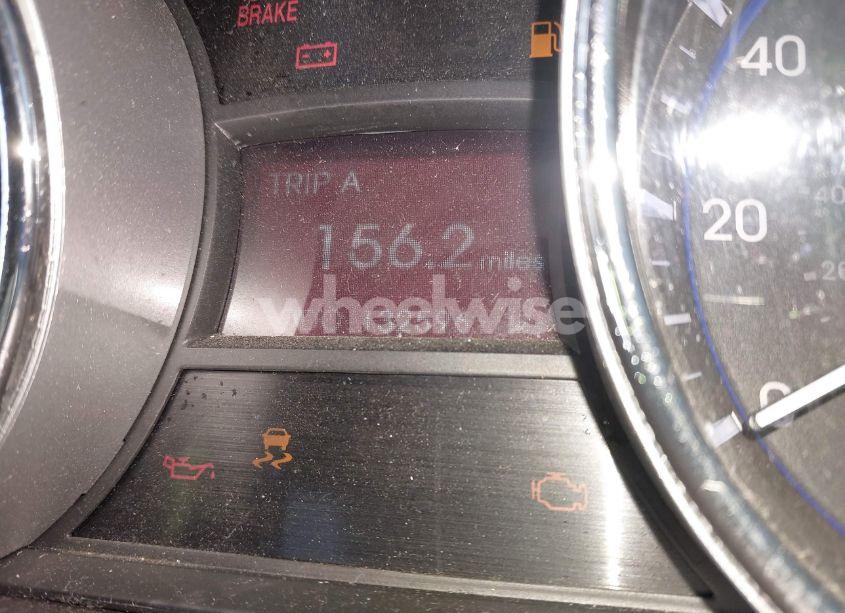 BRAKE
40
TRIP A
156.2 miles
20
wheelwise
0